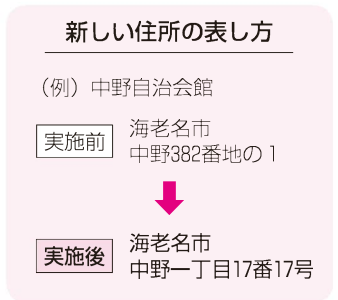 新しい住所の表し方
（例）中野自治会館
実施前
海老名市
中野382番地の1
実施後
海老名市
中野一丁目17番17号